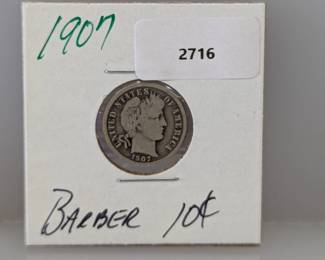 1907
2716
UNITED STATES OF AMERICA
1907
BARBER 10¢